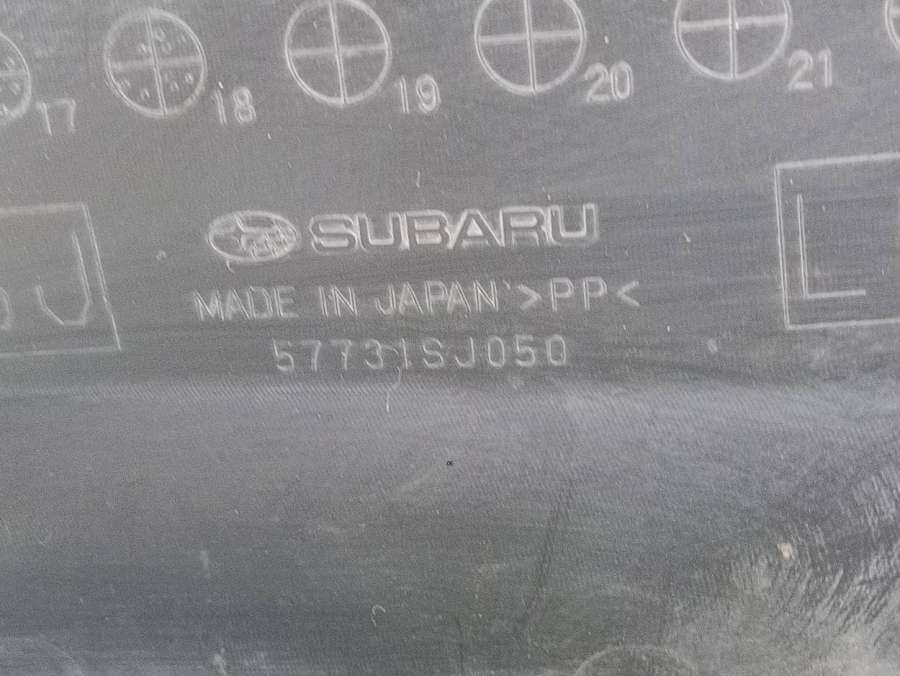 17 18 19 20 21
SUBARU
MADE IN JAPAN >PP<
57731SJ050
J
L